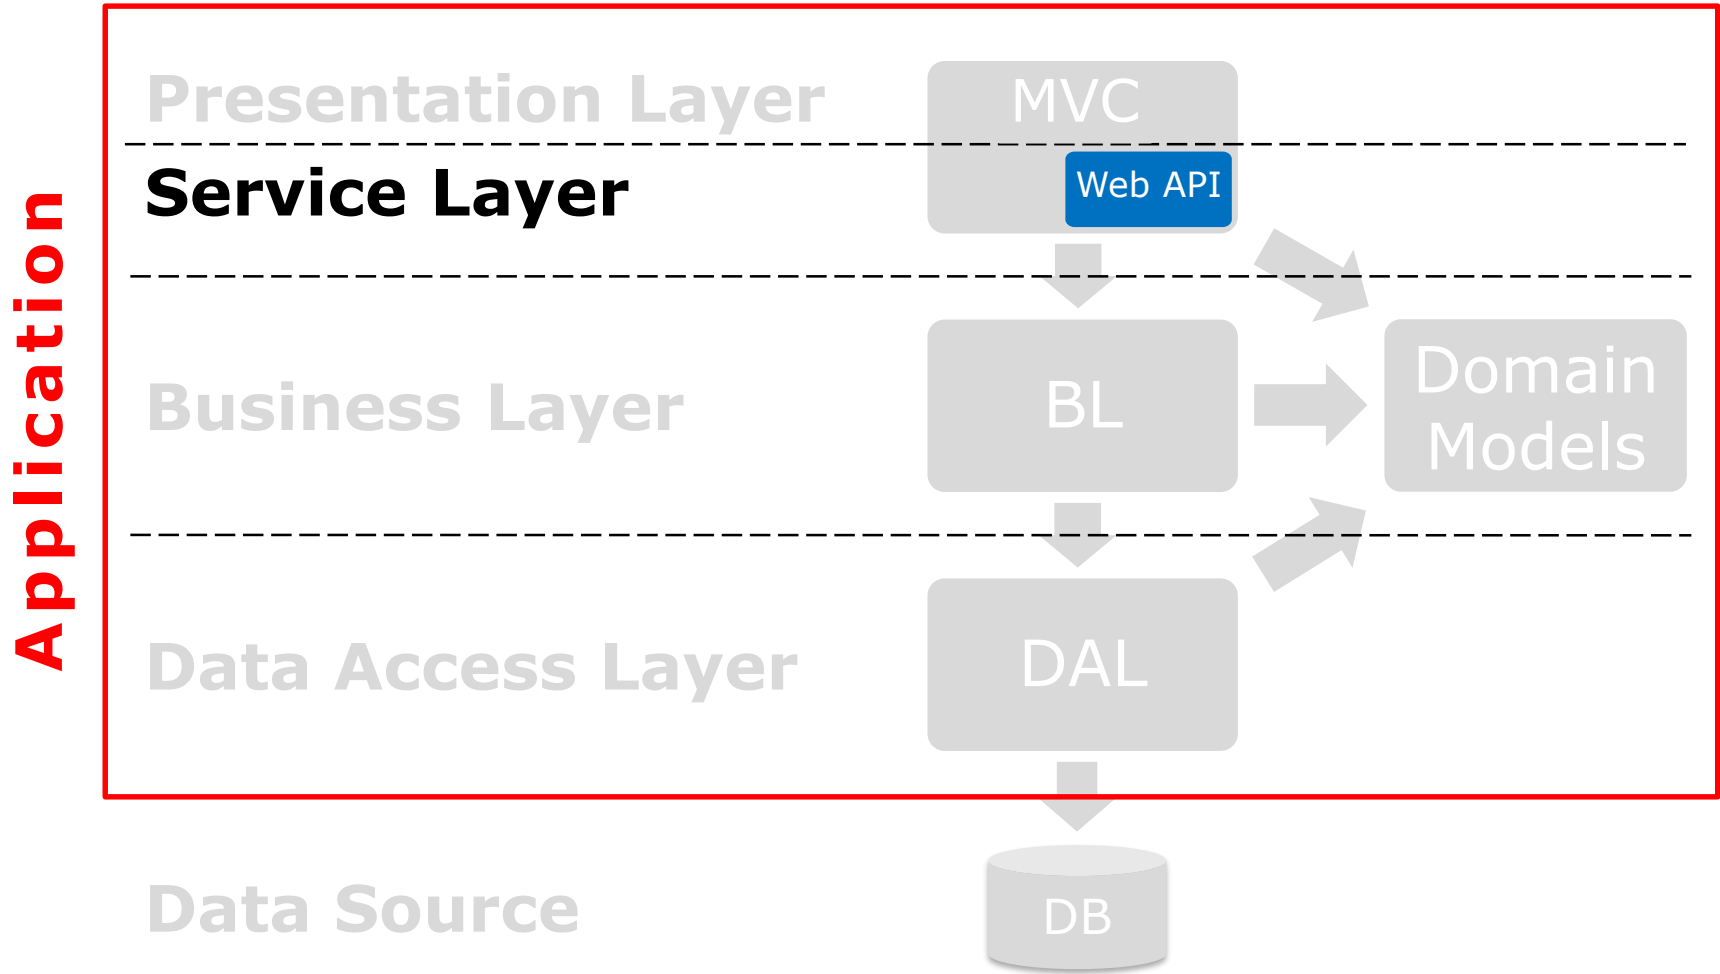 Application
Presentation Layer
MVC
Service Layer
Web API
Business Layer
BL
Domain
Models
Data Access Layer
DAL
Data Source
DB